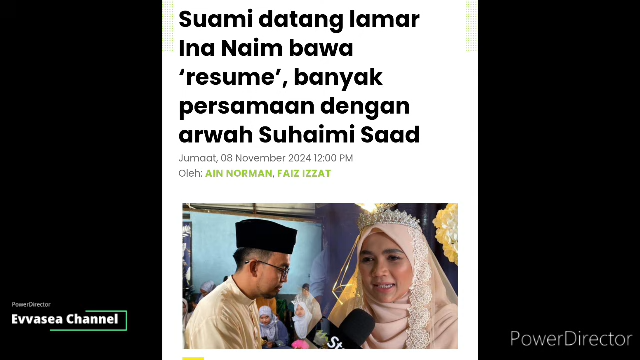 Suami datang lamar
Ina Naim bawa
‘resume’, banyak
persamaan dengan
arwah Suhaimi Saad
Jumaat, 08 November 2024 12:00 PM
Oleh: AIN NORMAN, FAIZ IZZAT
PowerDirector
Evvasea Channel
PowerDirector